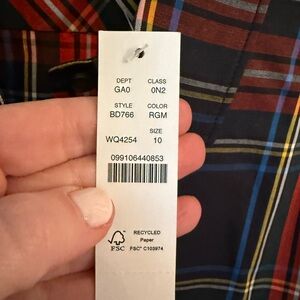 DEPT CLASS
GA0 0N2
STYLE COLOR
BD766 RGM
SIZE
WQ4254 10
099106440853
RECYCLED
Paper
FSC FSC® C103974